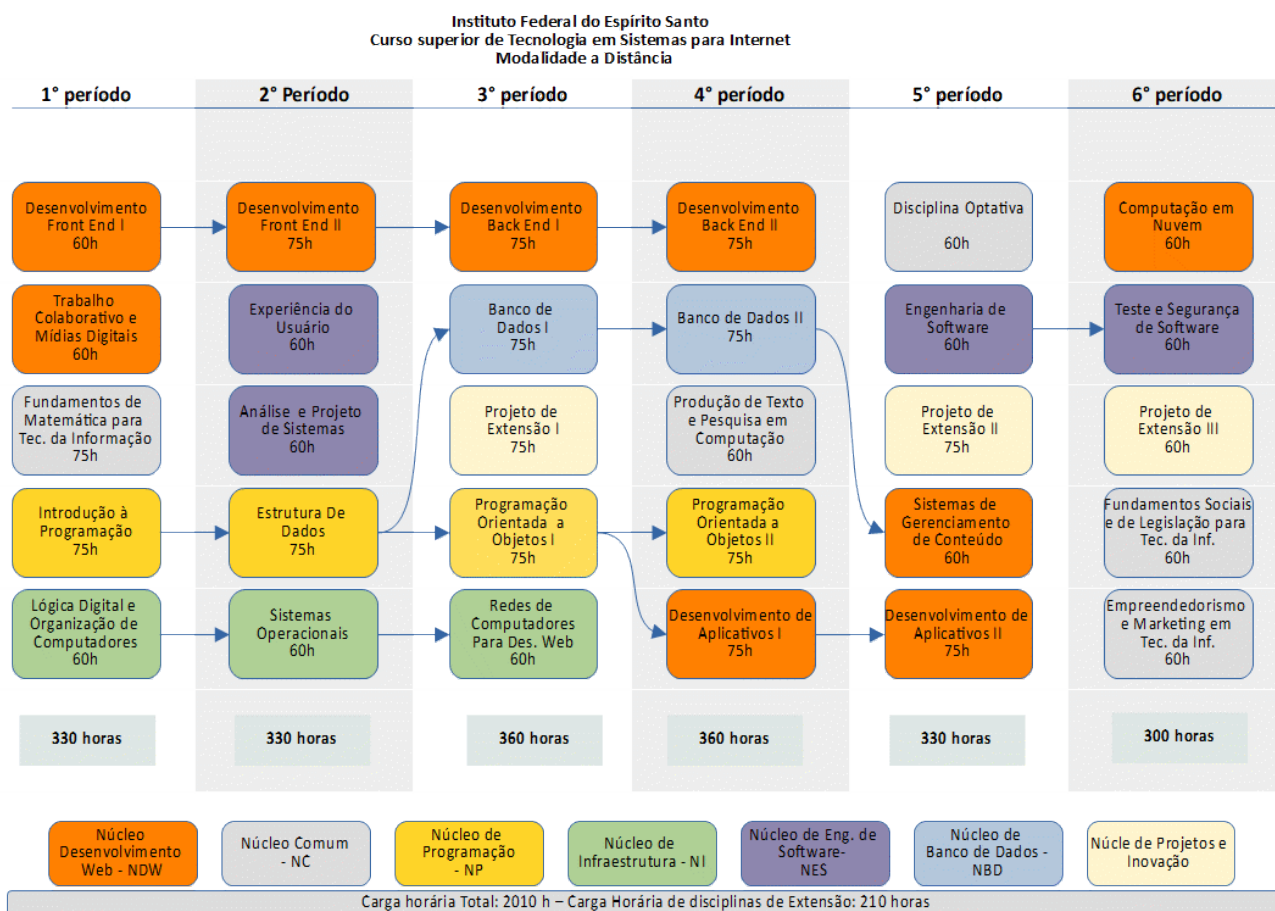 Instituto Federal do Espírito Santo
Curso superior de Tecnologia em Sistemas para Internet
Modalidade a Distância
1° período
2° Período
3° período
4° período
5° período
6° período
Desenvolvimento
Front End I
60h
Desenvolvimento
Front End II
75h
Desenvolvimento
Back End I
75h
Desenvolvimento
Back End II
75h
Disciplina Optativa
60h
Computação em
Nuvem
60h
Trabalho
Colaborativo e
Mídias Digitais
60h
Experiência do
Usuário
60h
Banco de
Dados I
75h
Banco de Dados II
75h
Engenharia de
Software
60h
Teste e Segurança
de Software
60h
Fundamentos de
Matemática para
Tec. da Informação
75h
Análise e Projeto
de Sistemas
60h
Projeto de
Extensão I
75h
Produção de Texto
e Pesquisa em
Computação
60h
Projeto de
Extensão II
75h
Projeto de
Extensão III
60h
Introdução à
Programação
75h
Estrutura De
Dados
75h
Programação
Orientada a
Objetos I
75h
Programação
Orientada a
Objetos II
75h
Sistemas de
Gerenciamento
de Conteúdo
60h
Fundamentos Sociais
e de Legislação para
Tec. da Inf.
60h
Lógica Digital e
Organização de
Computadores
60h
Sistemas
Operacionais
60h
Redes de
Computadores
Para Des. Web
60h
Desenvolvimento de
Aplicativos I
75h
Desenvolvimento de
Aplicativos II
75h
Empreendedorismo
e Marketing em
Tec. da Inf.
60h
330 horas
330 horas
360 horas
360 horas
330 horas
300 horas
Núcleo
Desenvolvimento
Web - NDW
Núcleo Comum
- NC
Núcleo de
Programação
- NP
Núcleo de
Infraestrutura - NI
Núcleo de Eng. de
Software-
NES
Núcleo de
Banco de Dados -
NBD
Núcle de Projetos e
Inovação
Carga horária Total: 2010 h – Carga Horária de disciplinas de Extensão: 210 horas